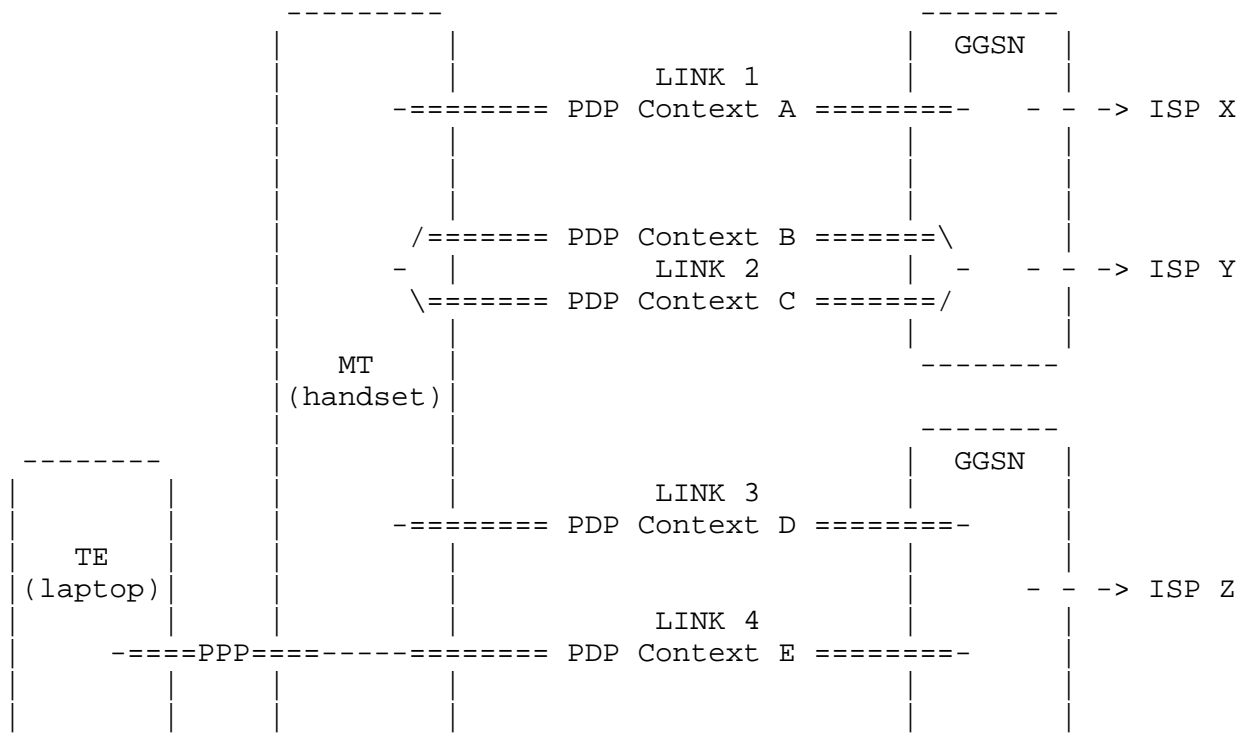 GGSN
LINK 1
PDP Context A
ISP X
PDP Context B
LINK 2
ISP Y
PDP Context C
MT
(handset)
GGSN
LINK 3
PDP Context D
TE
(laptop)
ISP Z
LINK 4
PPP
PDP Context E